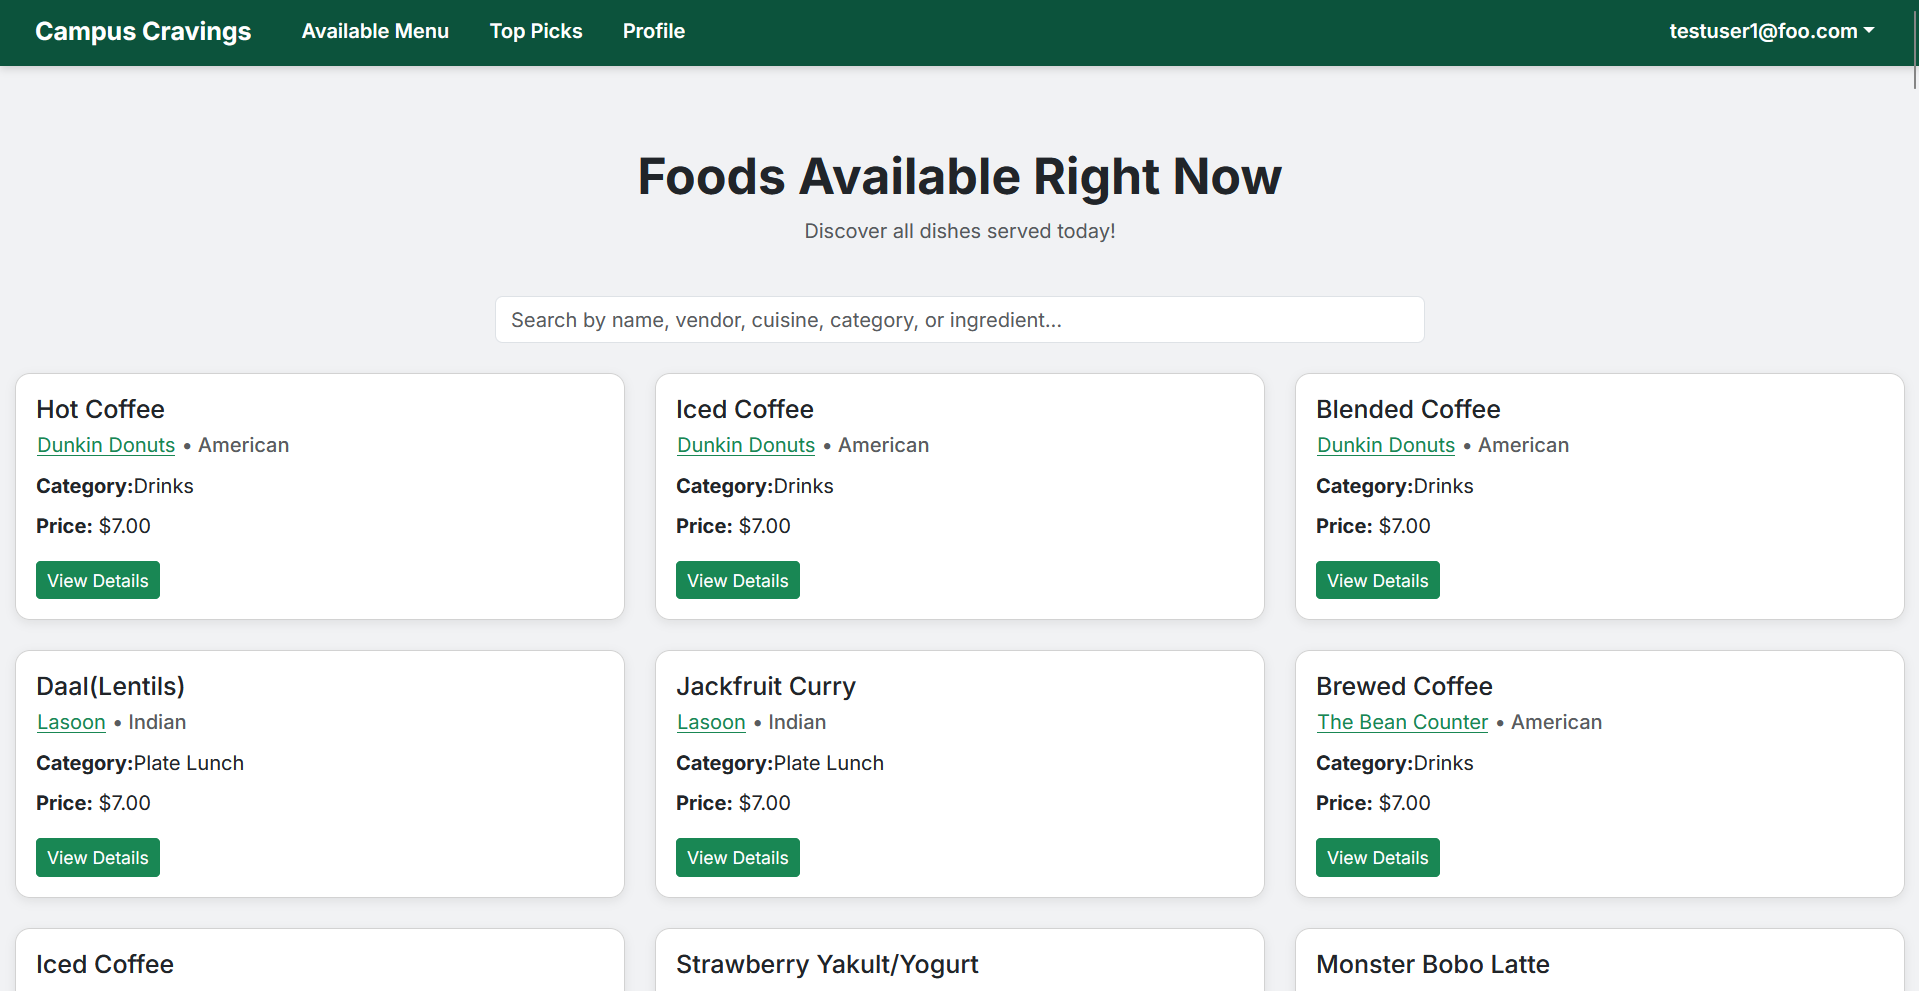 Campus Cravings
Available Menu
Top Picks
Profile
testuser1@foo.com
Foods Available Right Now
Discover all dishes served today!
Search by name, vendor, cuisine, category, or ingredient...
Hot Coffee
Dunkin Donuts • American
Category:Drinks
Price: $7.00
View Details
Iced Coffee
Dunkin Donuts • American
Category:Drinks
Price: $7.00
View Details
Blended Coffee
Dunkin Donuts • American
Category:Drinks
Price: $7.00
View Details
Daal(Lentils)
Lasoon • Indian
Category:Plate Lunch
Price: $7.00
View Details
Jackfruit Curry
Lasoon • Indian
Category:Plate Lunch
Price: $7.00
View Details
Brewed Coffee
The Bean Counter • American
Category:Drinks
Price: $7.00
View Details
Iced Coffee
Strawberry Yakult/Yogurt
Monster Bobo Latte